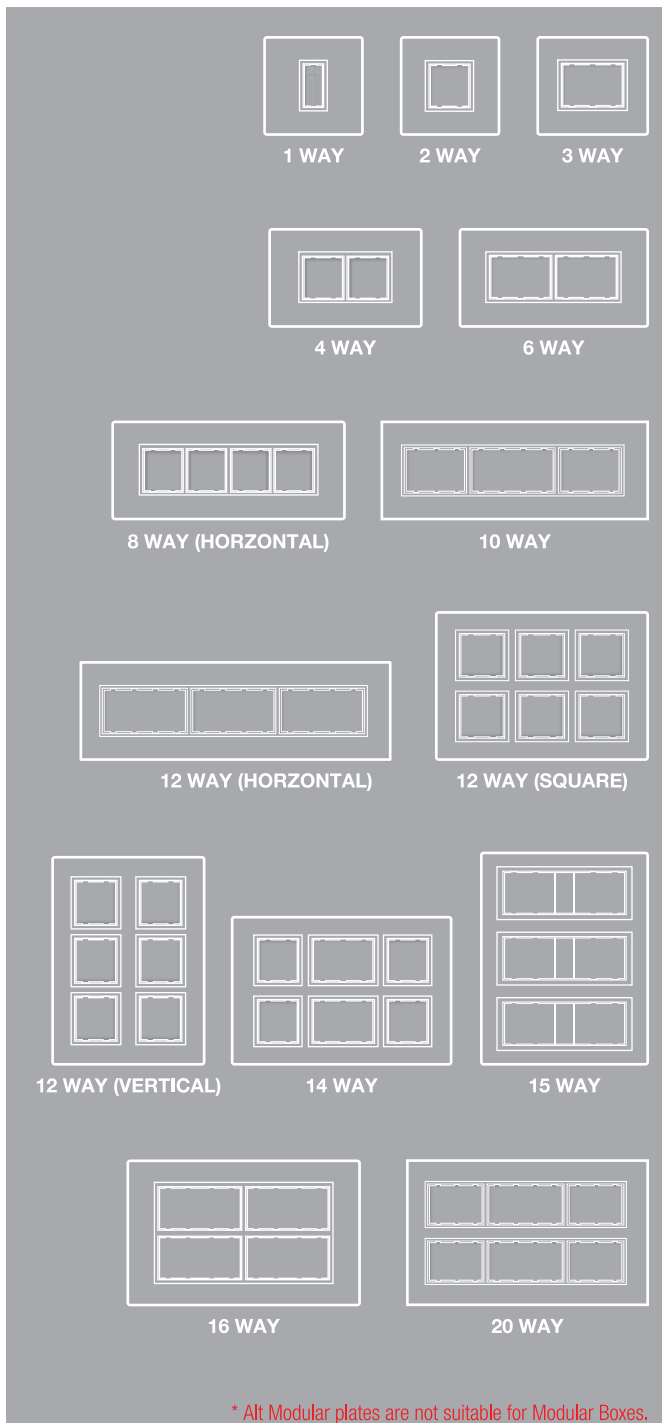 1 WAY 2 WAY 3 WAY
4 WAY 6 WAY
8 WAY (HORZONTAL) 10 WAY
12 WAY (HORZONTAL) 12 WAY (SQUARE)
12 WAY (VERTICAL) 14 WAY 15 WAY
16 WAY 20 WAY
* Alt Modular plates are not suitable for Modular Boxes.